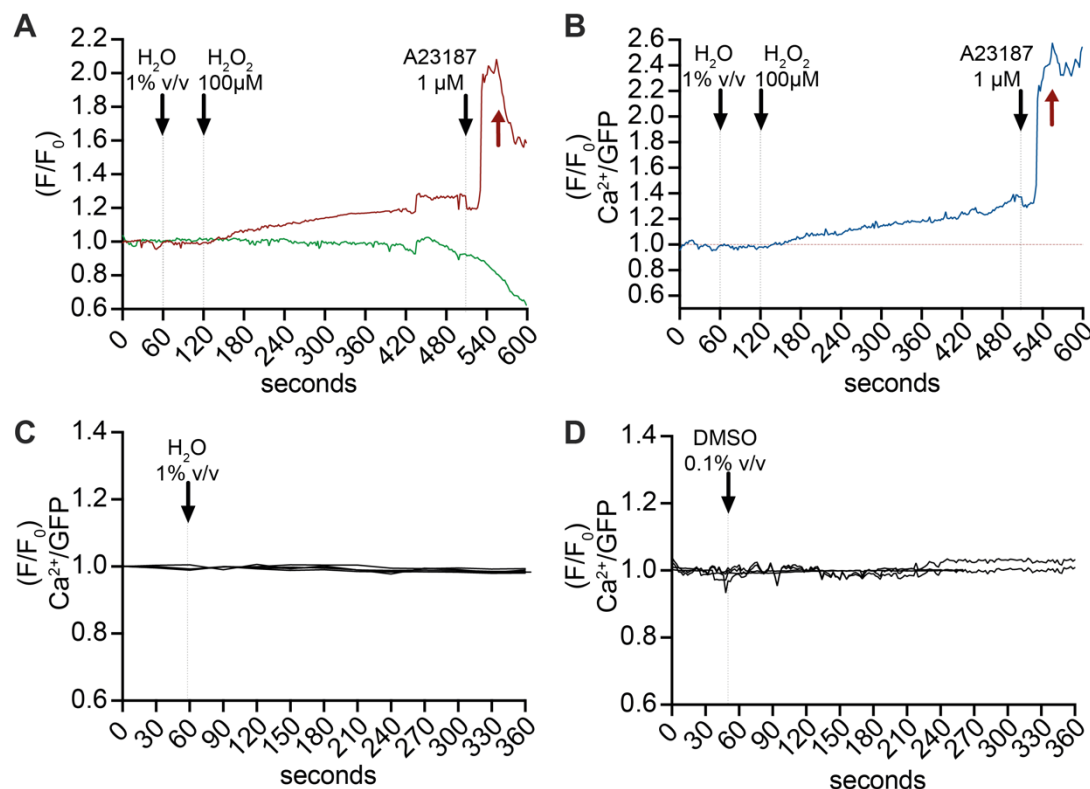 A
H₂O
1% v/v
H₂O₂
100µM
A23187
1 µM
(F/F₀)
2.2
2.0
1.8
1.6
1.4
1.2
1.0
0.8
0.6
0
60
120
180
240
300
360
420
480
540
600
seconds
B
H₂O
1% v/v
H₂O₂
100µM
A23187
1 µM
(F/F₀)
Ca²⁺/GFP
2.6
2.4
2.2
2.0
1.8
1.6
1.4
1.2
1.0
0.8
0.6
0
60
120
180
240
300
360
420
480
540
600
seconds
C
H₂O
1% v/v
(F/F₀)
Ca²⁺/GFP
1.4
1.2
1.0
0.8
0.6
0
30
60
90
120
150
180
210
240
270
300
330
360
seconds
D
DMSO
0.1% v/v
(F/F₀)
Ca²⁺/GFP
1.4
1.2
1.0
0.8
0.6
0
30
60
90
120
150
180
210
240
270
300
330
360
seconds